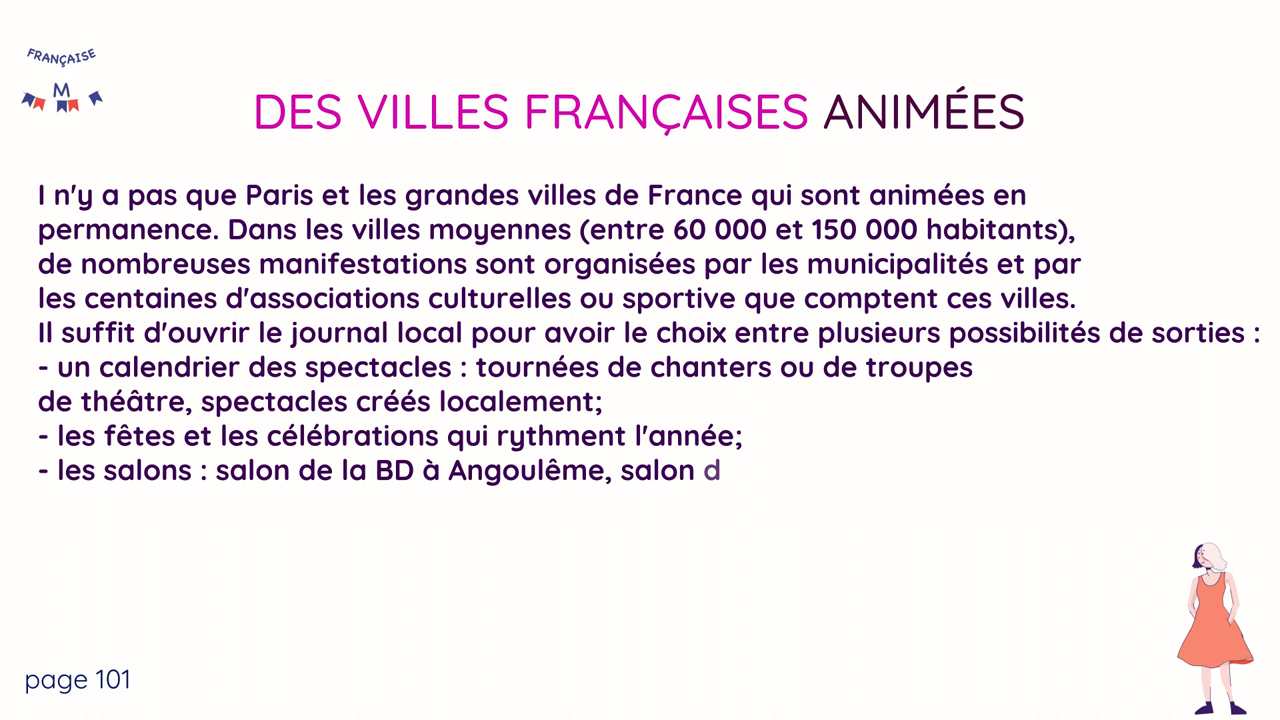 FRANÇAISE
M
DES VILLES FRANÇAISES ANIMÉES
I n'y a pas que Paris et les grandes villes de France qui sont animées en
permanence. Dans les villes moyennes (entre 60 000 et 150 000 habitants),
de nombreuses manifestations sont organisées par les municipalités et par
les centaines d'associations culturelles ou sportive que comptent ces villes.
Il suffit d'ouvrir le journal local pour avoir le choix entre plusieurs possibilités de sorties :
- un calendrier des spectacles : tournées de chanters ou de troupes
de théâtre, spectacles créés localement;
- les fêtes et les célébrations qui rythment l'année;
- les salons : salon de la BD à Angoulême, salon d
page 101